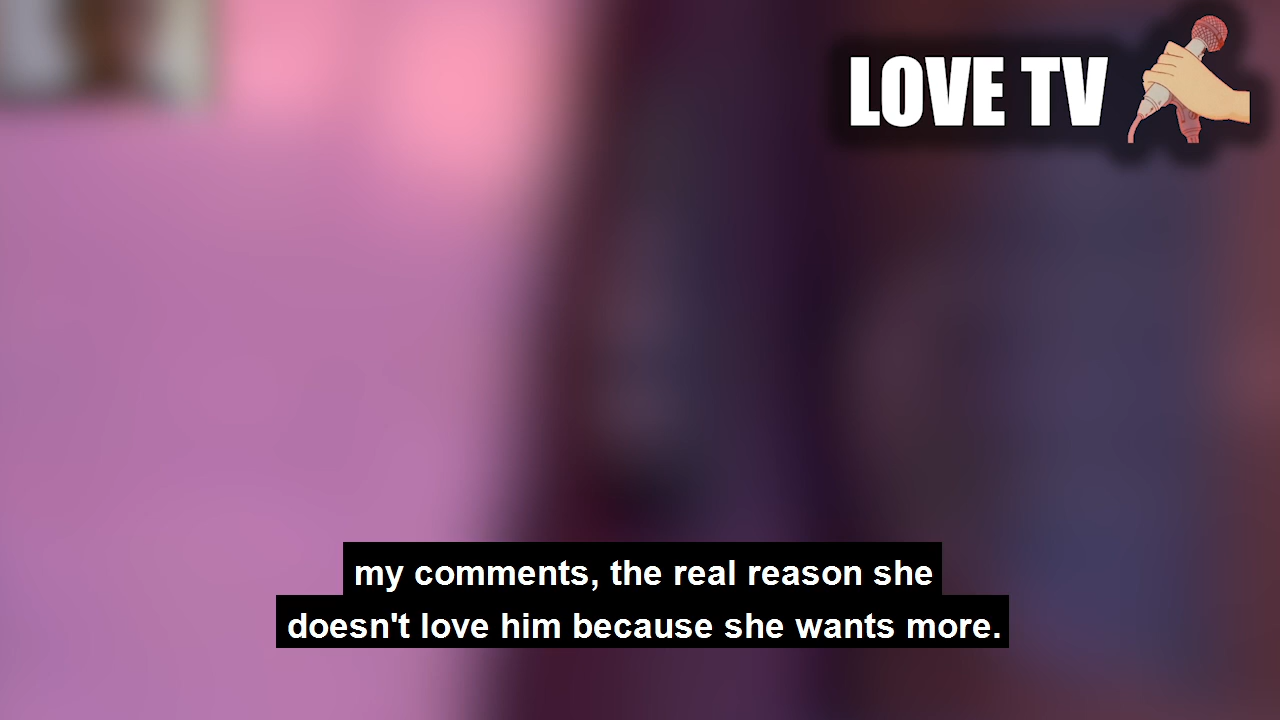 LOVE TV
my comments, the real reason she
doesn't love him because she wants more.